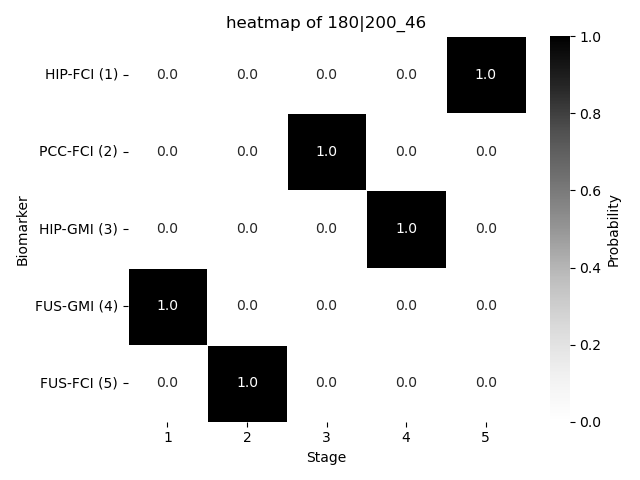 heatmap of 180|200_46
HIP-FCI (1)
0.0 0.0 0.0 0.0 1.0
PCC-FCI (2)
0.0 0.0 1.0 0.0 0.0
HIP-GMI (3)
0.0 0.0 0.0 1.0 0.0
FUS-GMI (4)
1.0 0.0 0.0 0.0 0.0
FUS-FCI (5)
0.0 1.0 0.0 0.0 0.0
Biomarker
1 2 3 4 5
Stage
1.0
0.8
0.6
0.4
0.2
0.0
Probability